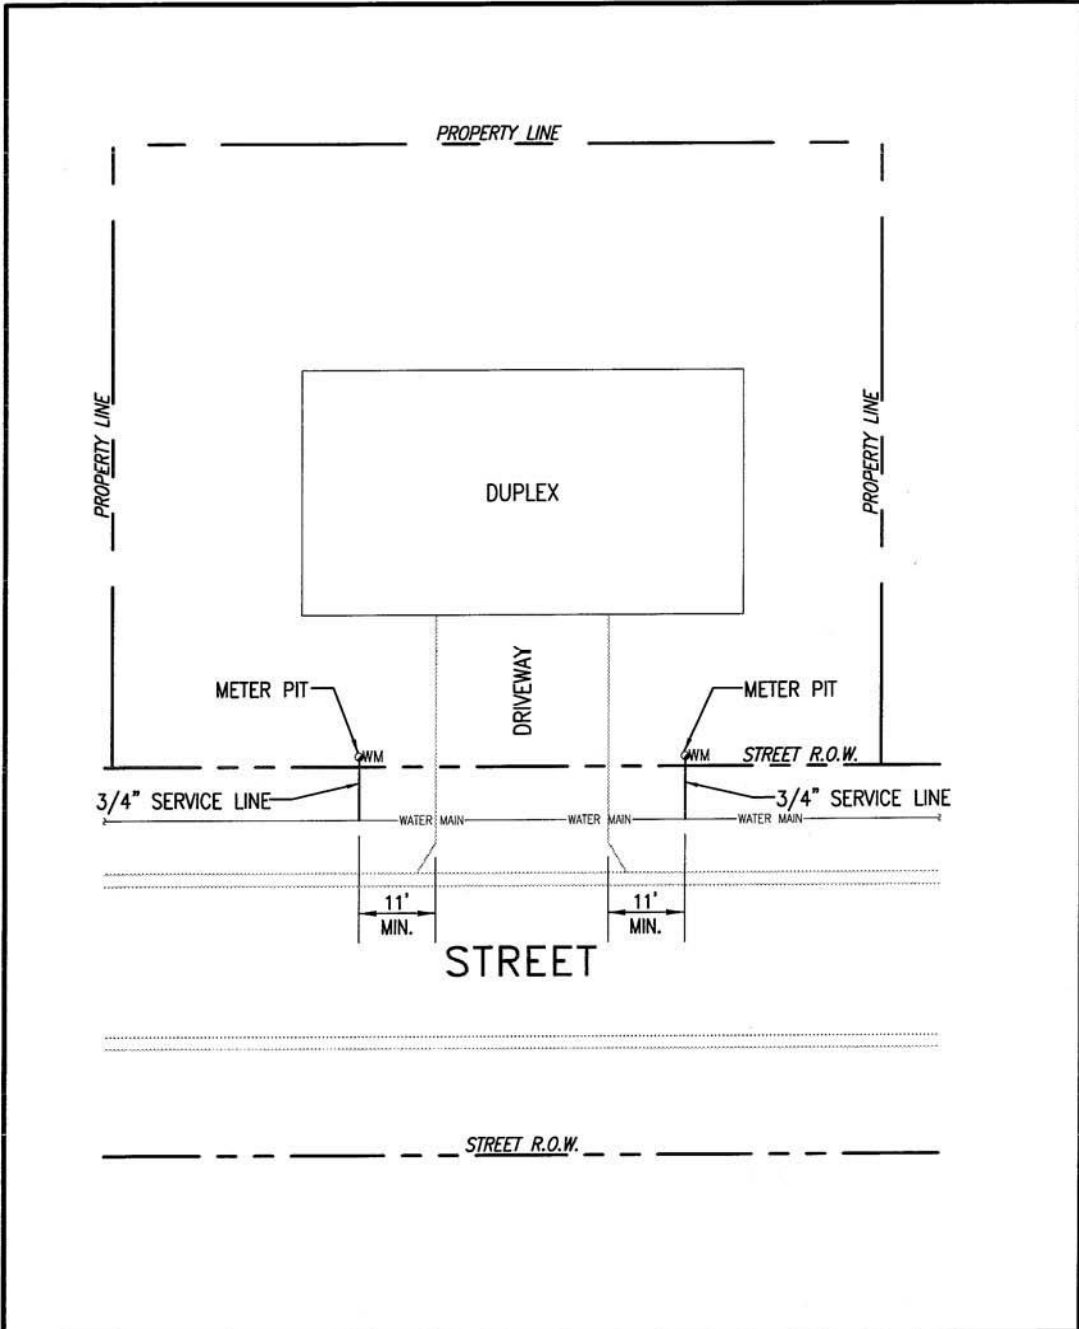 PROPERTY LINE
PROPERTY LINE
PROPERTY LINE
DUPLEX
DRIVEWAY
METER PIT
METER PIT
WM
WM
STREET R.O.W.
3/4" SERVICE LINE
3/4" SERVICE LINE
WATER MAIN
WATER MAIN
WATER MAIN
11'
MIN.
11'
MIN.
STREET
STREET R.O.W.